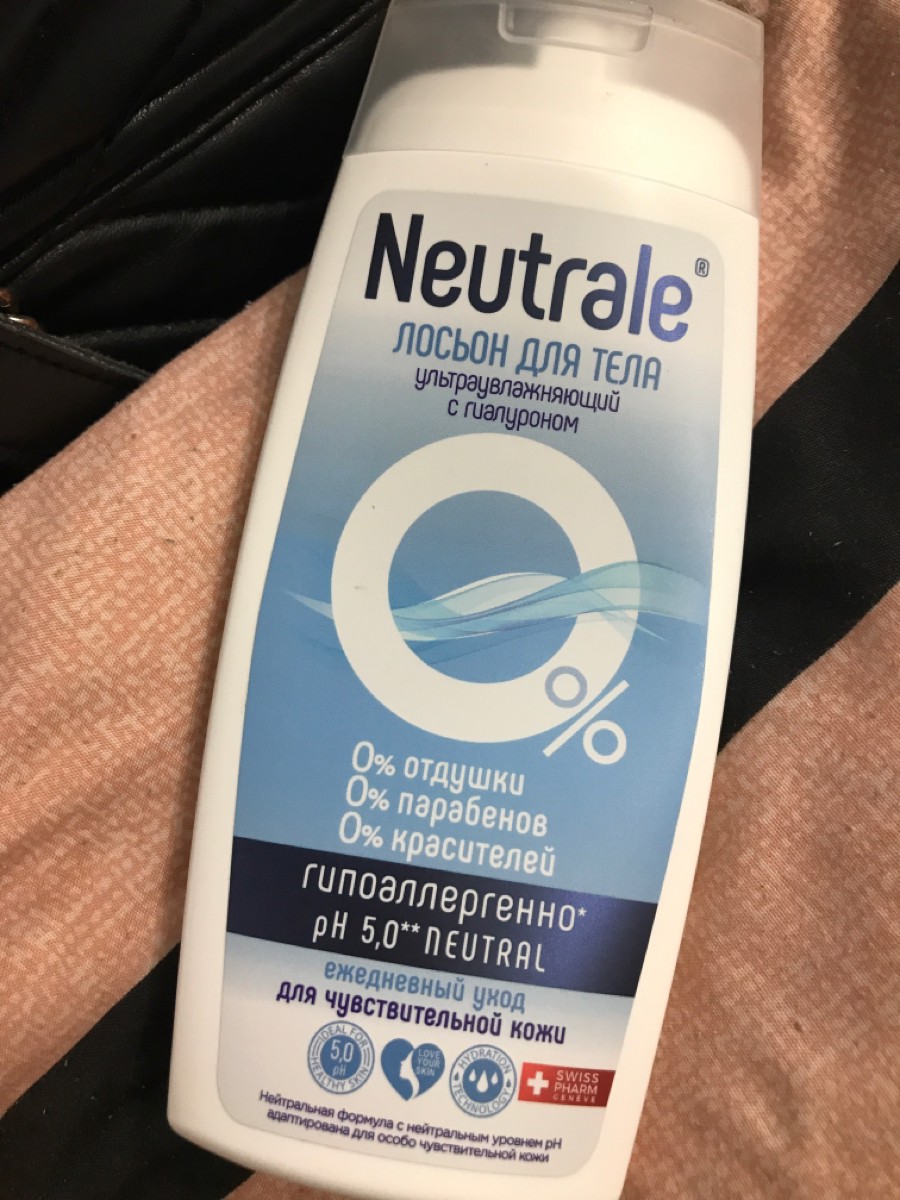 Neutrale®
ЛОСЬОН ДЛЯ ТЕЛА
ультраувлажняющий
с гиалуроном
0%
0% отдушки
0% парабенов
0% красителей
гипоаллергенно*
pH 5,0** NEUTRAL
ежедневный уход
для чувствительной кожи
IDEAL FOR
5,0
pH
HEALTHY SKIN
LOVE
YOUR
SKIN
HYDRATION
TECHNOLOGY
SWISS
PHARM
GENÈVE
Нейтральная формула с нейтральным уровнем pH
адаптирована для особо чувствительной кожи